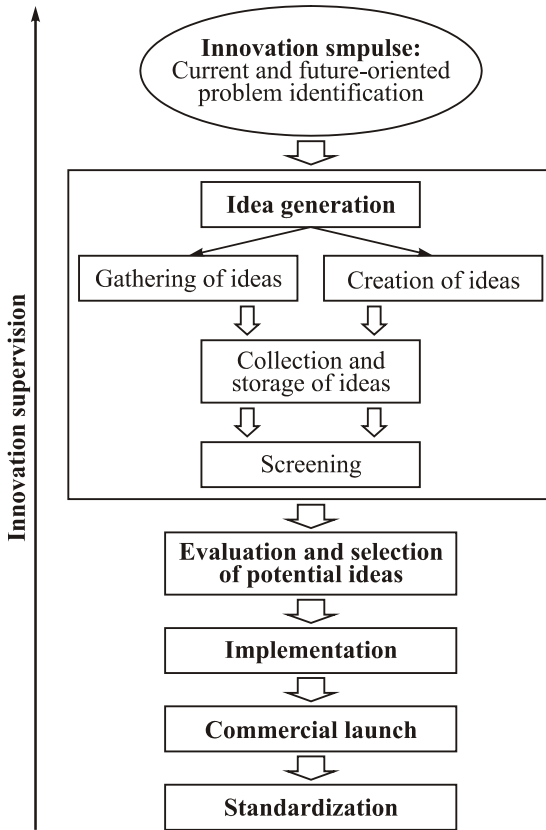 Innovation smpulse:
Current and future-oriented
problem identification
Idea generation
Gathering of ideas
Creation of ideas
Collection and
storage of ideas
Screening
Evaluation and selection
of potential ideas
Implementation
Commercial launch
Standardization
Innovation supervision